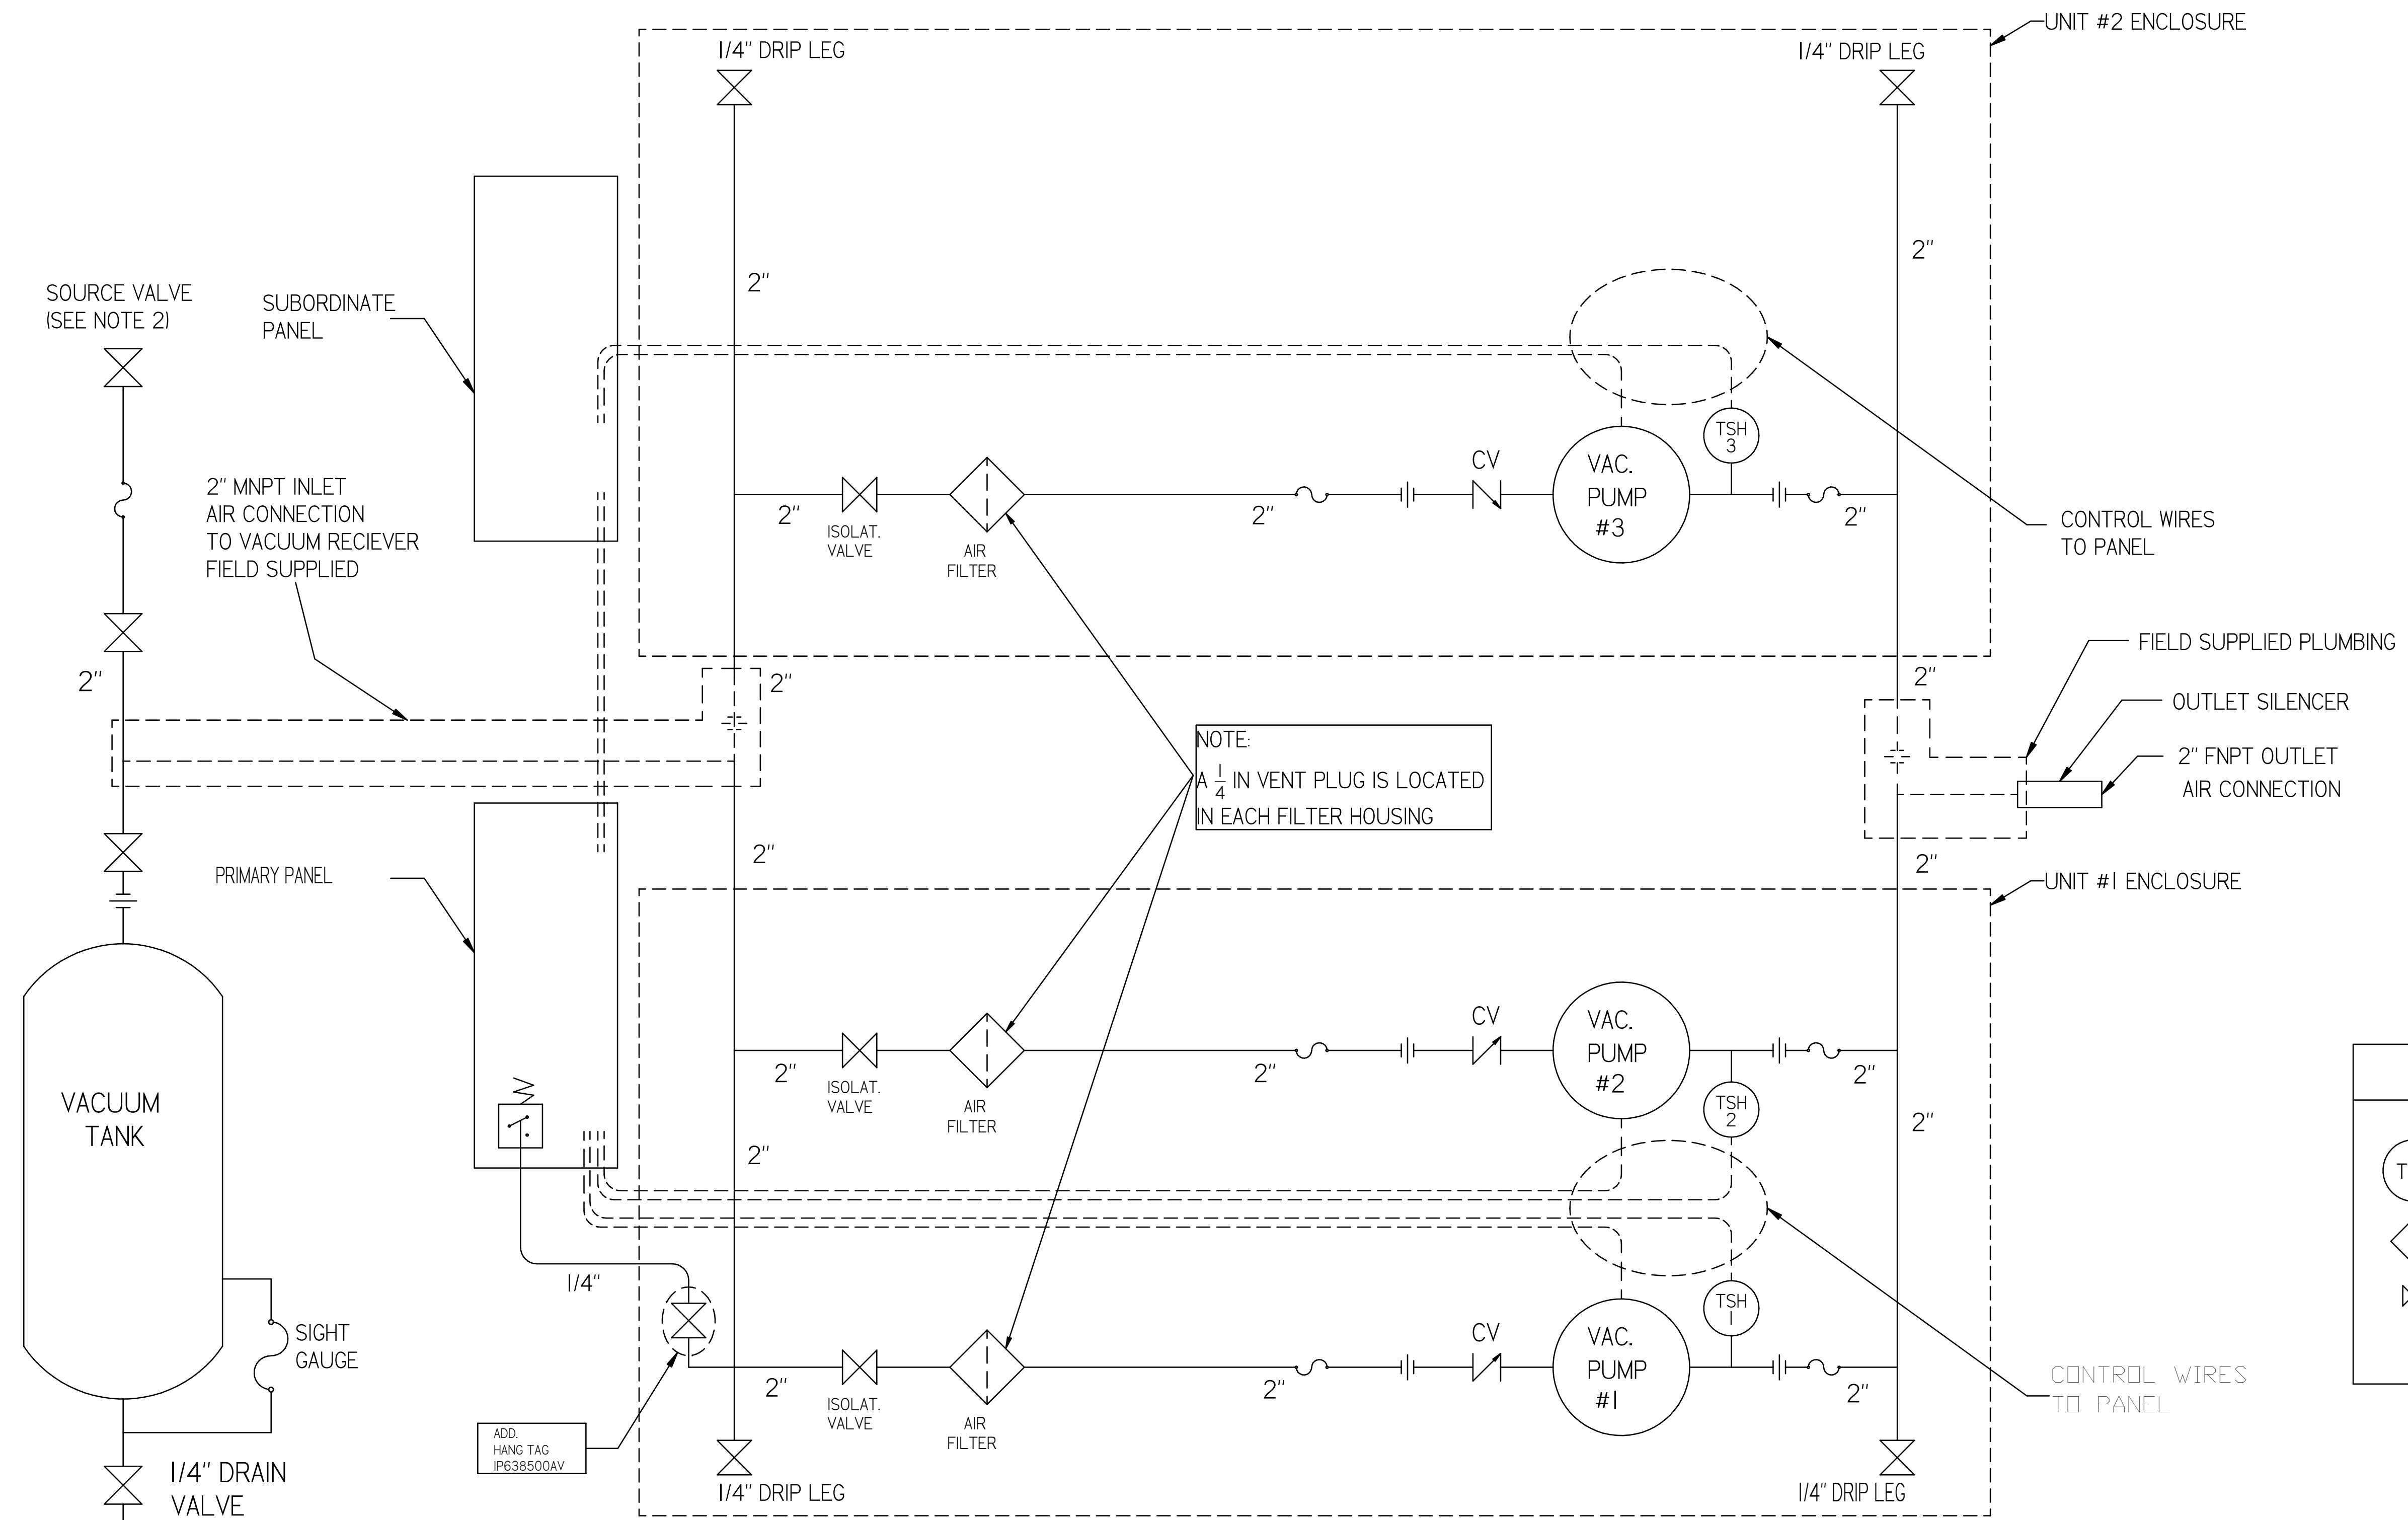 UNIT #2 ENCLOSURE
1/4" DRIP LEG
1/4" DRIP LEG
2"
2"
SOURCE VALVE
(SEE NOTE 2)
SUBORDINATE
PANEL
TSH
3
CV
VAC.
PUMP
#3
2" MNPT INLET
AIR CONNECTION
TO VACUUM RECIEVER
FIELD SUPPLIED
2"
ISOLAT.
VALVE
AIR
FILTER
2"
2"
CONTROL WIRES
TO PANEL
FIELD SUPPLIED PLUMBING
2"
2"
2"
OUTLET SILENCER
2" FNPT OUTLET
AIR CONNECTION
NOTE:
A 1/4 IN VENT PLUG IS LOCATED
IN EACH FILTER HOUSING
2"
2"
PRIMARY PANEL
UNIT #1 ENCLOSURE
CV
VAC.
PUMP
#2
2"
ISOLAT.
VALVE
AIR
FILTER
2"
2"
TSH
2
2"
2"
VACUUM
TANK
1/4"
TSH
1
CV
VAC.
PUMP
#1
SIGHT
GAUGE
2"
ISOLAT.
VALVE
AIR
FILTER
2"
2"
CONTROL WIRES
TO PANEL
ADD.
HANG TAG
IP638500AV
1/4" DRAIN
VALVE
1/4" DRIP LEG
1/4" DRIP LEG